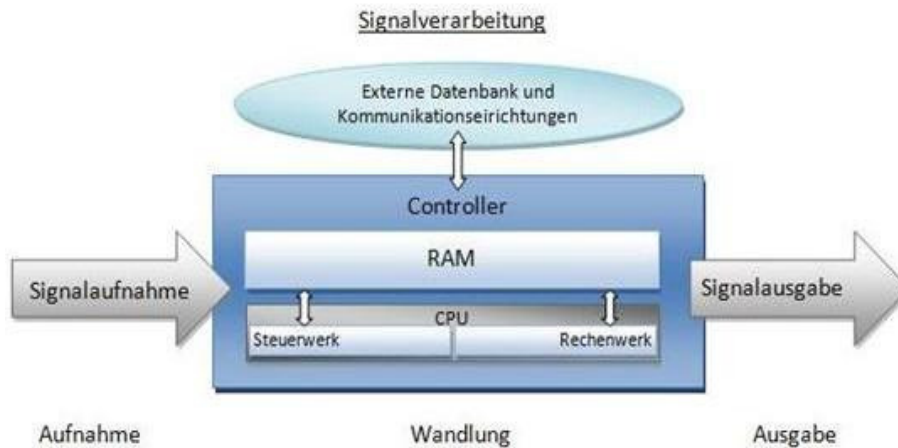 Signalverarbeitung
Externe Datenbank und
Kommunikationseirichtungen
Controller
RAM
Signalaufnahme
Signalausgabe
CPU
Steuerwerk
Rechenwerk
Aufnahme
Wandlung
Ausgabe